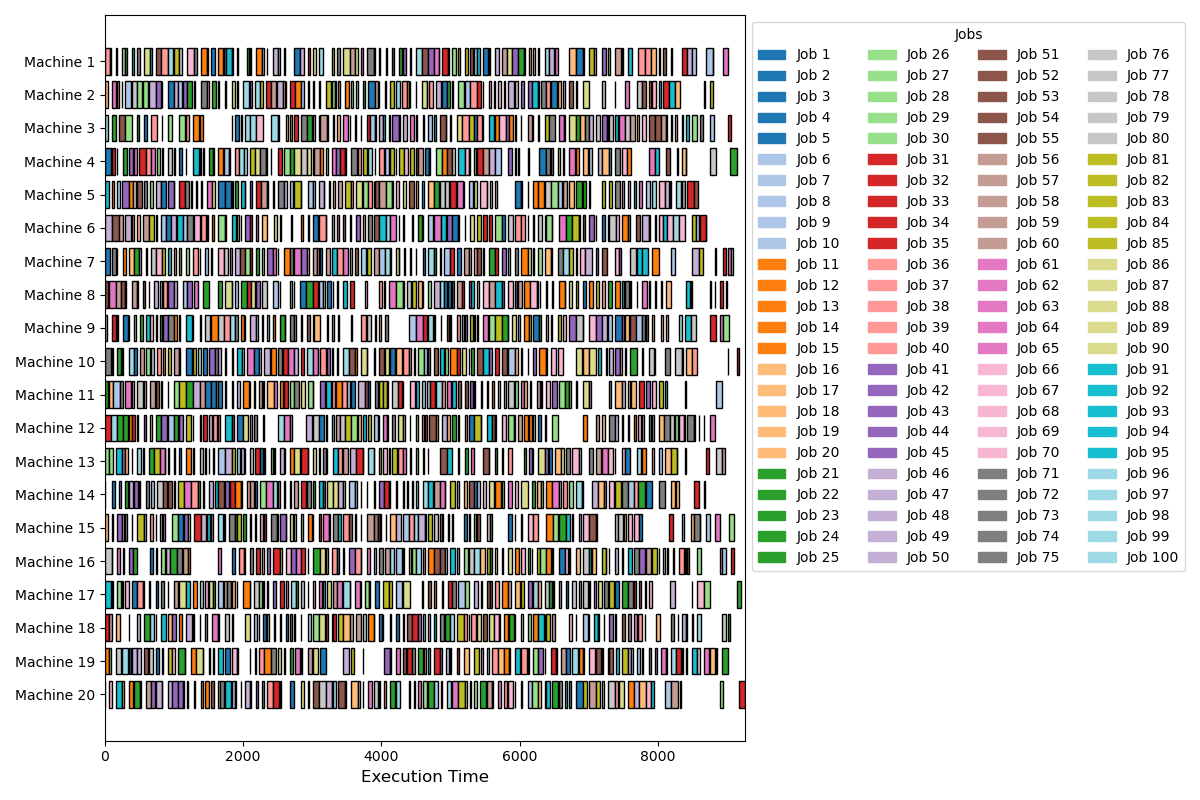 Machine 1
Machine 2
Machine 3
Machine 4
Machine 5
Machine 6
Machine 7
Machine 8
Machine 9
Machine 10
Machine 11
Machine 12
Machine 13
Machine 14
Machine 15
Machine 16
Machine 17
Machine 18
Machine 19
Machine 20
0 2000 4000 6000 8000
Execution Time
Jobs
Job 1 Job 26 Job 51 Job 76
Job 2 Job 27 Job 52 Job 77
Job 3 Job 28 Job 53 Job 78
Job 4 Job 29 Job 54 Job 79
Job 5 Job 30 Job 55 Job 80
Job 6 Job 31 Job 56 Job 81
Job 7 Job 32 Job 57 Job 82
Job 8 Job 33 Job 58 Job 83
Job 9 Job 34 Job 59 Job 84
Job 10 Job 35 Job 60 Job 85
Job 11 Job 36 Job 61 Job 86
Job 12 Job 37 Job 62 Job 87
Job 13 Job 38 Job 63 Job 88
Job 14 Job 39 Job 64 Job 89
Job 15 Job 40 Job 65 Job 90
Job 16 Job 41 Job 66 Job 91
Job 17 Job 42 Job 67 Job 92
Job 18 Job 43 Job 68 Job 93
Job 19 Job 44 Job 69 Job 94
Job 20 Job 45 Job 70 Job 95
Job 21 Job 46 Job 71 Job 96
Job 22 Job 47 Job 72 Job 97
Job 23 Job 48 Job 73 Job 98
Job 24 Job 49 Job 74 Job 99
Job 25 Job 50 Job 75 Job 100